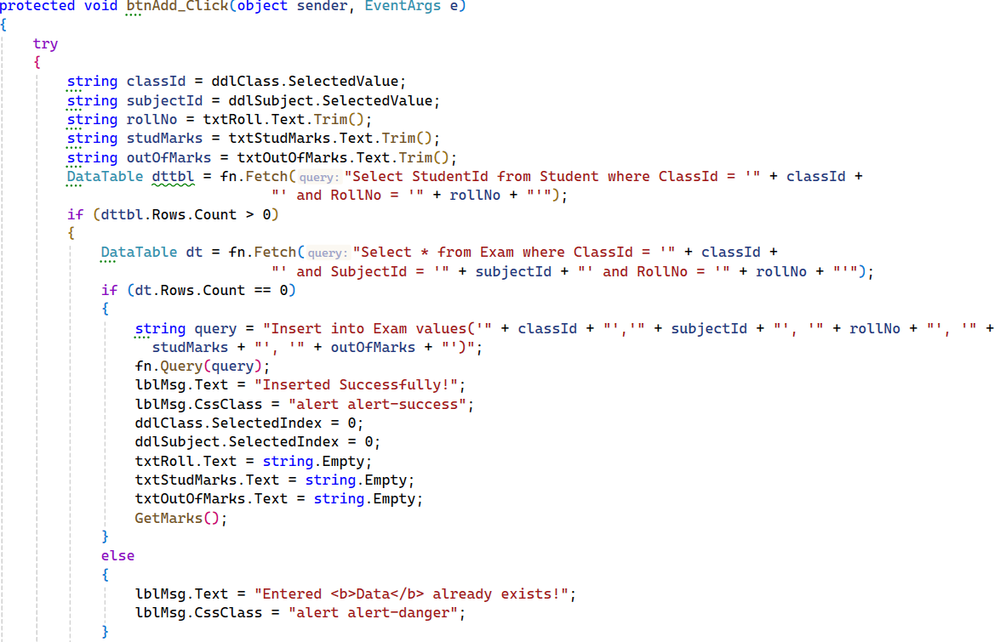 protected void btnAdd_Click(object sender, EventArgs e)
{
    try
    {
        string classId = ddlClass.SelectedValue;
        string subjectId = ddlSubject.SelectedValue;
        string rollNo = txtRoll.Text.Trim();
        string studMarks = txtStudMarks.Text.Trim();
        string outOfMarks = txtOutOfMarks.Text.Trim();
        DataTable dttbl = fn.Fetch(query: "Select StudentId from Student where ClassId = '" + classId +
                                "' and RollNo = '" + rollNo + "'");
        if (dttbl.Rows.Count > 0)
        {
            DataTable dt = fn.Fetch(query: "Select * from Exam where ClassId = '" + classId +
                                "' and SubjectId = '" + subjectId + "' and RollNo = '" + rollNo + "'");
            if (dt.Rows.Count == 0)
            {
                string query = "Insert into Exam values('" + classId + "','" + subjectId + "', '" + rollNo + "', '" +
                  studMarks + "', '" + outOfMarks + "')";
                fn.Query(query);
                lblMsg.Text = "Inserted Successfully!";
                lblMsg.CssClass = "alert alert-success";
                ddlClass.SelectedIndex = 0;
                ddlSubject.SelectedIndex = 0;
                txtRoll.Text = string.Empty;
                txtStudMarks.Text = string.Empty;
                txtOutOfMarks.Text = string.Empty;
                GetMarks();
            }
            else
            {
                lblMsg.Text = "Entered <b>Data</b> already exists!";
                lblMsg.CssClass = "alert alert-danger";
            }